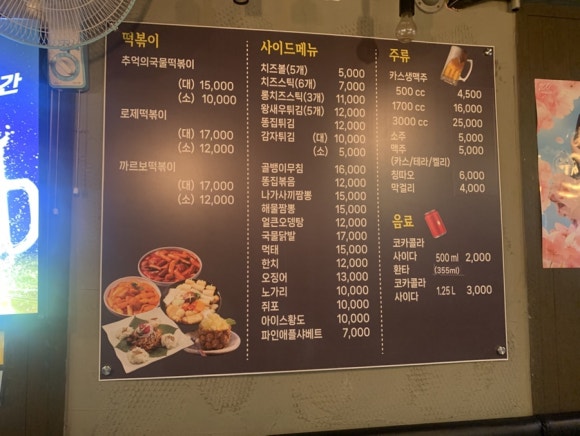 간
떡볶이
추억의국물떡볶이
(대) 15,000
(소) 10,000
로제떡볶이
(대) 17,000
(소) 12,000
까르보떡볶이
(대) 17,000
(소) 12,000
사이드메뉴
치즈볼(5개) 5,000
치즈스틱(6개) 7,000
롱치즈스틱(3개) 11,000
왕새우튀김(5개) 12,000
똥집튀김 12,000
감자튀김 (대) 10,000
(소) 5,000
골뱅이무침 16,000
똥집볶음 12,000
나가사끼짬뽕 15,000
해물짬뽕 15,000
얼큰오뎅탕 12,000
국물닭발 17,000
먹태 15,000
한치 12,000
오징어 13,000
노가리 10,000
쥐포 10,000
아이스황도 10,000
파인애플샤베트 7,000
주류
카스생맥주
500 cc 4,500
1700 cc 16,000
3000 cc 25,000
소주 5,000
맥주 5,000
(카스/테라/켈리)
칭따오 6,000
막걸리 4,000
음료
코카콜라
사이다 500 ml 2,000
환타 (355ml)
코카콜라
사이다 1.25 L 3,000